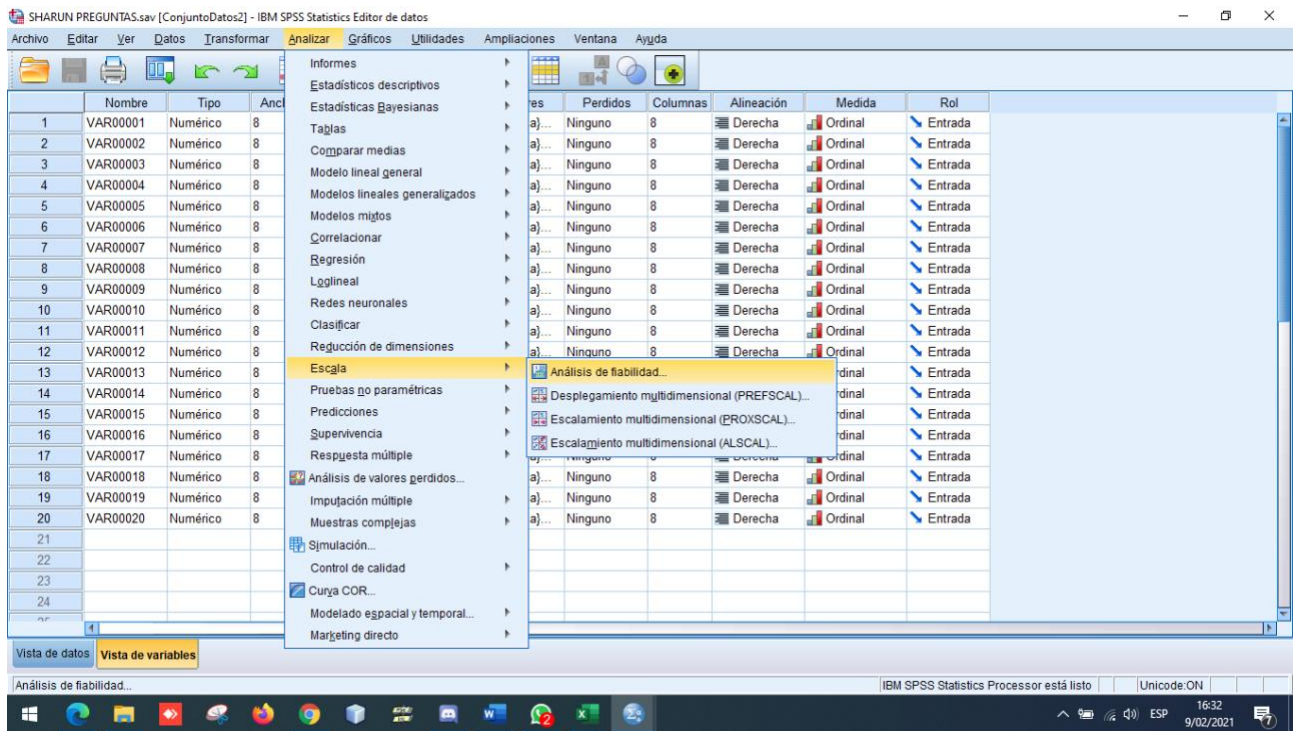 SHARUN PREGUNTAS.sav [ConjuntoDatos2] - IBM SPSS Statistics Editor de datos
Archivo Editar Ver Datos Transformar Analizar Gráficos Utilidades Ampliaciones Ventana Ayuda
Informes
Estadísticos descriptivos
Estadísticas Bayesianas
Tablas
Comparar medias
Modelo lineal general
Modelos lineales generalizados
Modelos mixtos
Correlacionar
Regresión
Loglineal
Redes neuronales
Clasificar
Reducción de dimensiones
Escala
Pruebas no paramétricas
Predicciones
Supervivencia
Respuesta múltiple
Análisis de valores perdidos...
Imputación múltiple
Muestras complejas
Simulación...
Control de calidad
Curva COR...
Modelado espacial y temporal...
Marketing directo
Análisis de fiabilidad...
Desplegamiento multidimensional (PREFSCAL)...
Escalamiento multidimensional (PROXSCAL)...
Escalamiento multidimensional (ALSCAL)...
Nombre Tipo Perdidos Columnas Alineación Medida Rol
1 VAR00001 Numérico 8 a}... Ninguno 8 Derecha Ordinal Entrada
2 VAR00002 Numérico 8 a}... Ninguno 8 Derecha Ordinal Entrada
3 VAR00003 Numérico 8 a}... Ninguno 8 Derecha Ordinal Entrada
4 VAR00004 Numérico 8 a}... Ninguno 8 Derecha Ordinal Entrada
5 VAR00005 Numérico 8 a}... Ninguno 8 Derecha Ordinal Entrada
6 VAR00006 Numérico 8 a}... Ninguno 8 Derecha Ordinal Entrada
7 VAR00007 Numérico 8 a}... Ninguno 8 Derecha Ordinal Entrada
8 VAR00008 Numérico 8 a}... Ninguno 8 Derecha Ordinal Entrada
9 VAR00009 Numérico 8 a}... Ninguno 8 Derecha Ordinal Entrada
10 VAR00010 Numérico 8 a}... Ninguno 8 Derecha Ordinal Entrada
11 VAR00011 Numérico 8 a}... Ninguno 8 Derecha Ordinal Entrada
12 VAR00012 Numérico 8 a}... Ninguno 8 Derecha Ordinal Entrada
13 VAR00013 Numérico 8 rdinal Entrada
14 VAR00014 Numérico 8 rdinal Entrada
15 VAR00015 Numérico 8 rdinal Entrada
16 VAR00016 Numérico 8 rdinal Entrada
17 VAR00017 Numérico 8 Entrada
18 VAR00018 Numérico 8 a}... Ninguno 8 Derecha Ordinal Entrada
19 VAR00019 Numérico 8 a}... Ninguno 8 Derecha Ordinal Entrada
20 VAR00020 Numérico 8 a}... Ninguno 8 Derecha Ordinal Entrada
21
22
23
24
Vista de datos Vista de variables
Análisis de fiabilidad... IBM SPSS Statistics Processor está listo Unicode:ON
ESP 16:32
9/02/2021